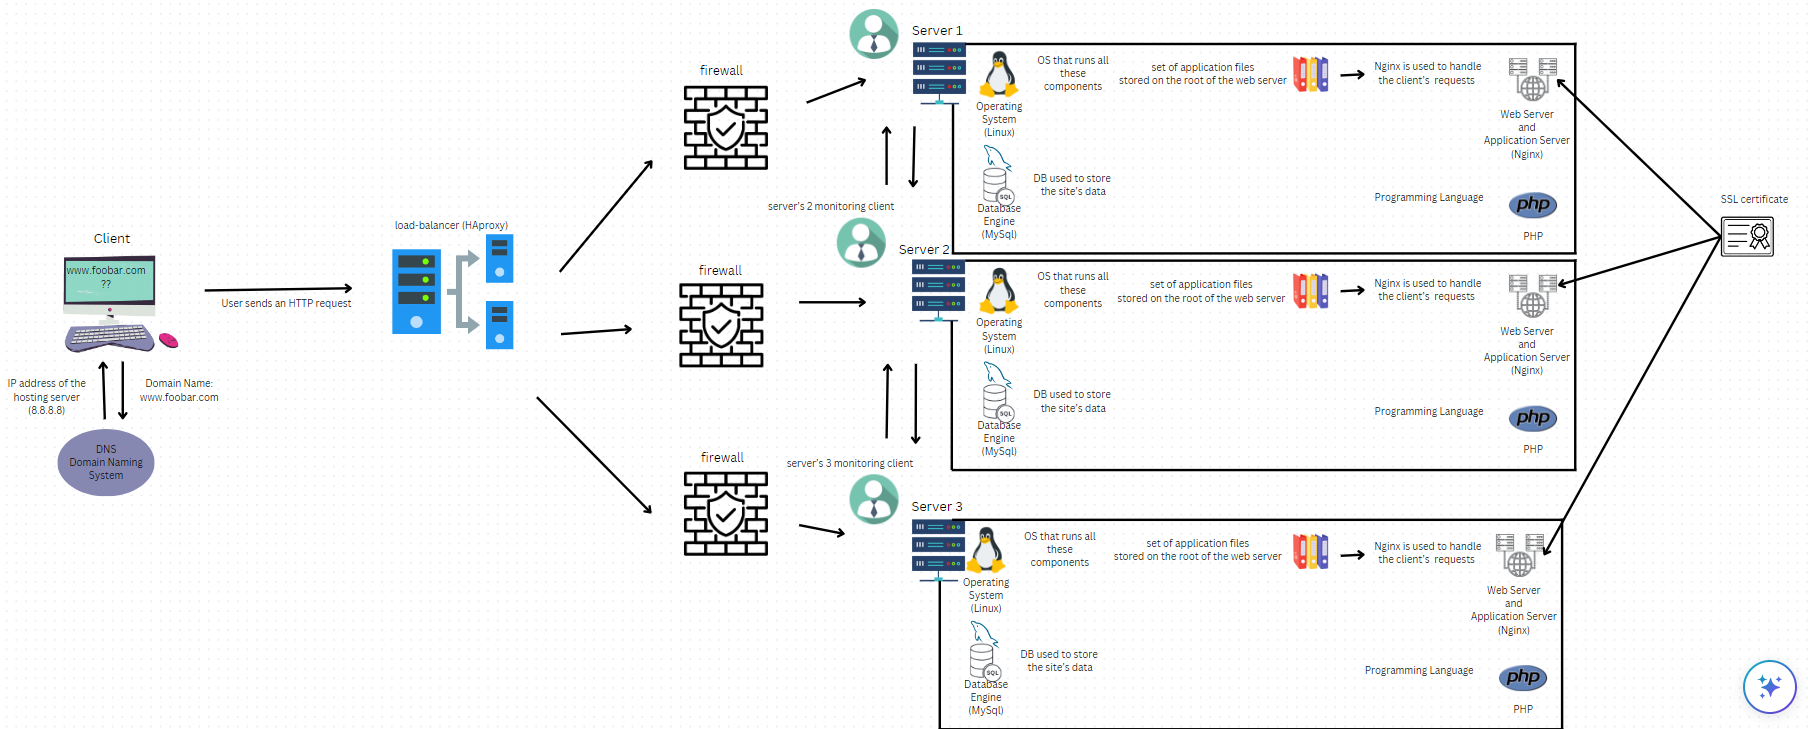 Client
www.foobar.com
??
User sends an HTTP request
IP address of the
hosting server
(8.8.8.8)
Domain Name:
www.foobar.com
DNS
Domain Naming
System
load-balancer (HAproxy)
firewall
firewall
firewall
server's 2 monitoring client
server's 3 monitoring client
Server 1
Operating
System
(Linux)
OS that runs all
these
components
set of application files
stored on the root of the web server
Nginx is used to handle
the client's requests
Web Server
and
Application Server
(Nginx)
SQL
Database
Engine
(MySql)
DB used to store
the site's data
Programming Language
php
PHP
Server 2
Operating
System
(Linux)
OS that runs all
these
components
set of application files
stored on the root of the web server
Nginx is used to handle
the client's requests
Web Server
and
Application Server
(Nginx)
SQL
Database
Engine
(MySql)
DB used to store
the site's data
Programming Language
php
PHP
Server 3
Operating
System
(Linux)
OS that runs all
these
components
set of application files
stored on the root of the web server
Nginx is used to handle
the client's requests
Web Server
and
Application Server
(Nginx)
SQL
Database
Engine
(MySql)
DB used to store
the site's data
Programming Language
php
PHP
SSL certificate